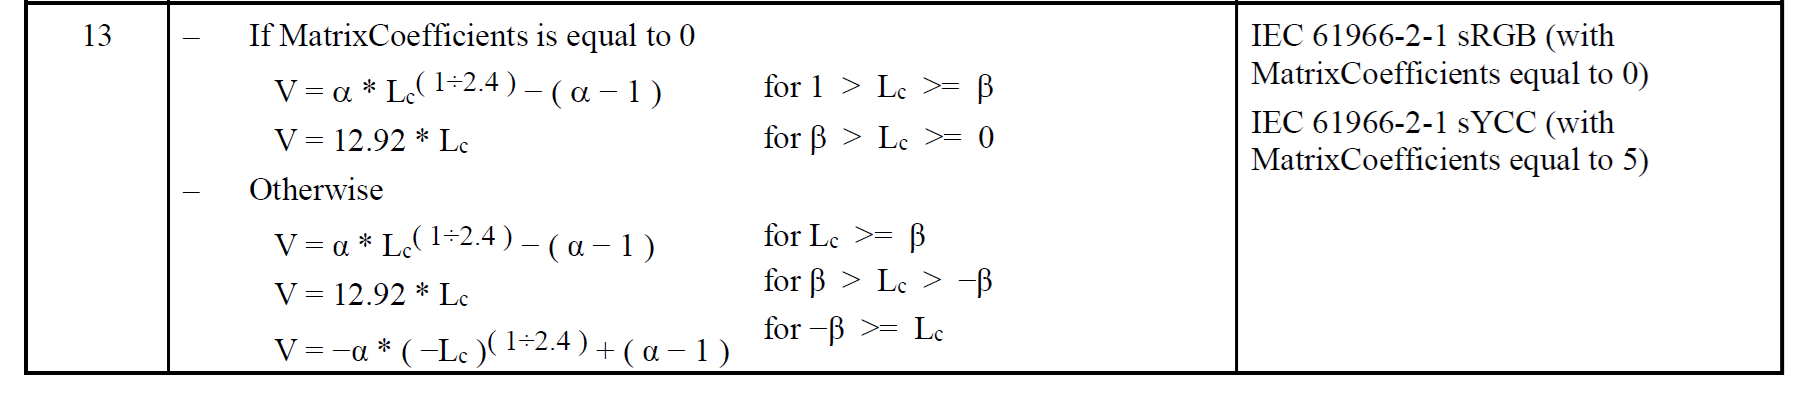 13
– If MatrixCoefficients is equal to 0
V = α * Lc( 1÷2.4 ) – ( α – 1 ) for 1 > Lc >= β
V = 12.92 * Lc for β > Lc >= 0
– Otherwise
V = α * Lc( 1÷2.4 ) – ( α – 1 ) for Lc >= β
V = 12.92 * Lc for β > Lc > −β
V = −α * ( −Lc )( 1÷2.4 ) + ( α – 1 ) for −β >= Lc
IEC 61966-2-1 sRGB (with
MatrixCoefficients equal to 0)
IEC 61966-2-1 sYCC (with
MatrixCoefficients equal to 5)